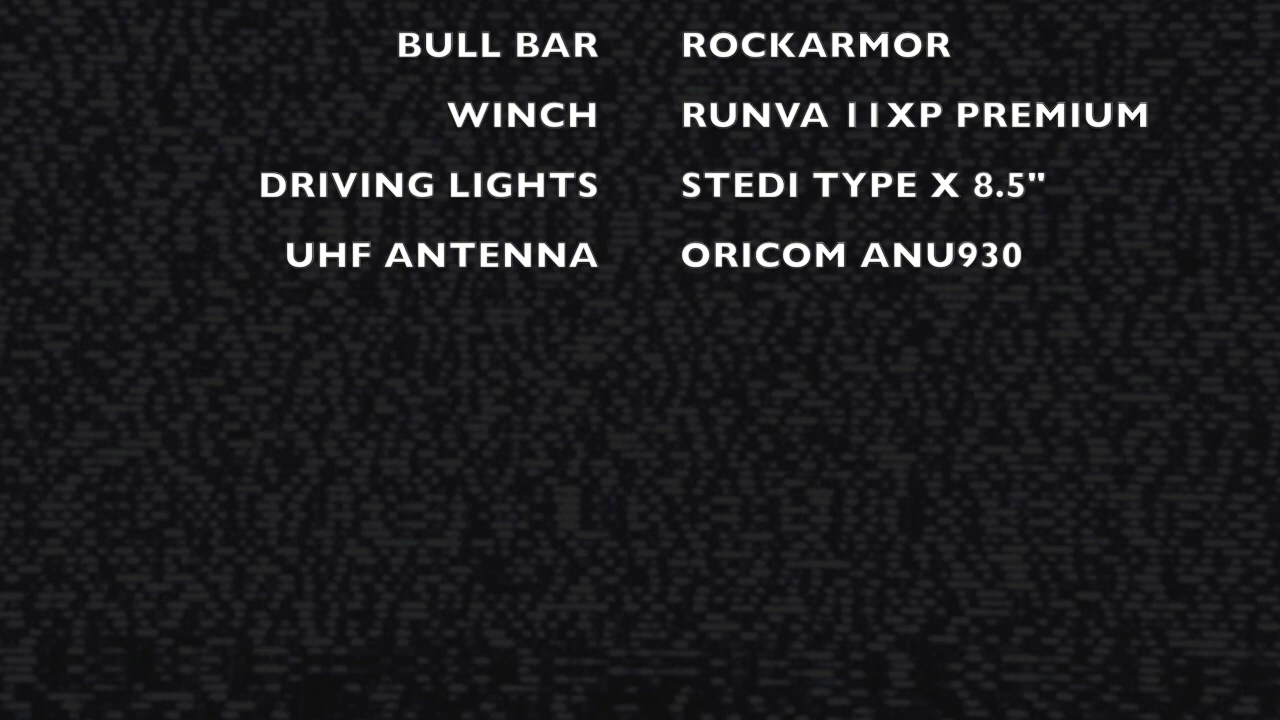 BULL BAR ROCKARMOR
WINCH RUNVA 11XP PREMIUM
DRIVING LIGHTS STEDI TYPE X 8.5"
UHF ANTENNA ORICOM ANU930